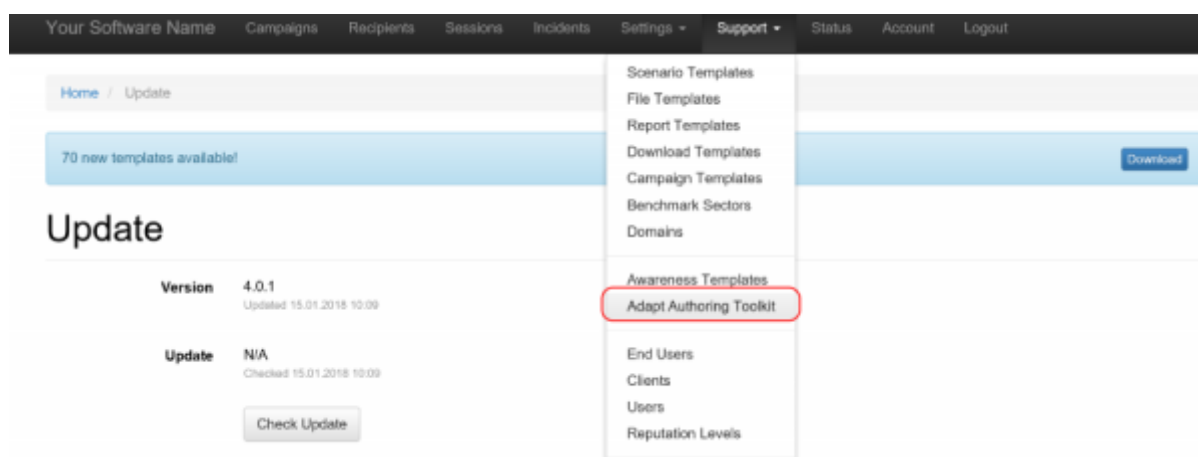 Your Software Name Campaigns Recipients Sessions Incidents Settings Support Status Account Logout
Home / Update
70 new templates available!
Download
Update
Version 4.0.1
Updated 15.01.2018 10:09
Update N/A
Checked 15.01.2018 10:09
Check Update
Scenario Templates
File Templates
Report Templates
Download Templates
Campaign Templates
Benchmark Sectors
Domains
Awareness Templates
Adapt Authoring Toolkit
End Users
Clients
Users
Reputation Levels